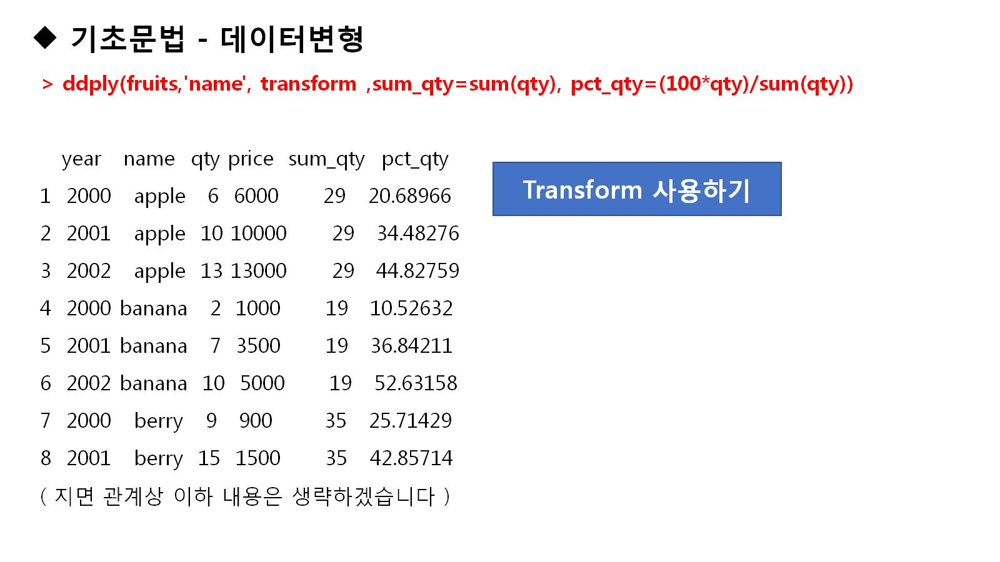 ◆ 기초문법 - 데이터변형
> ddply(fruits,'name', transform ,sum_qty=sum(qty), pct_qty=(100*qty)/sum(qty))
year name qty price sum_qty pct_qty
1 2000 apple 6 6000 29 20.68966
2 2001 apple 10 10000 29 34.48276
3 2002 apple 13 13000 29 44.82759
4 2000 banana 2 1000 19 10.52632
5 2001 banana 7 3500 19 36.84211
6 2002 banana 10 5000 19 52.63158
7 2000 berry 9 900 35 25.71429
8 2001 berry 15 1500 35 42.85714
( 지면 관계상 이하 내용은 생략하겠습니다 )
Transform 사용하기